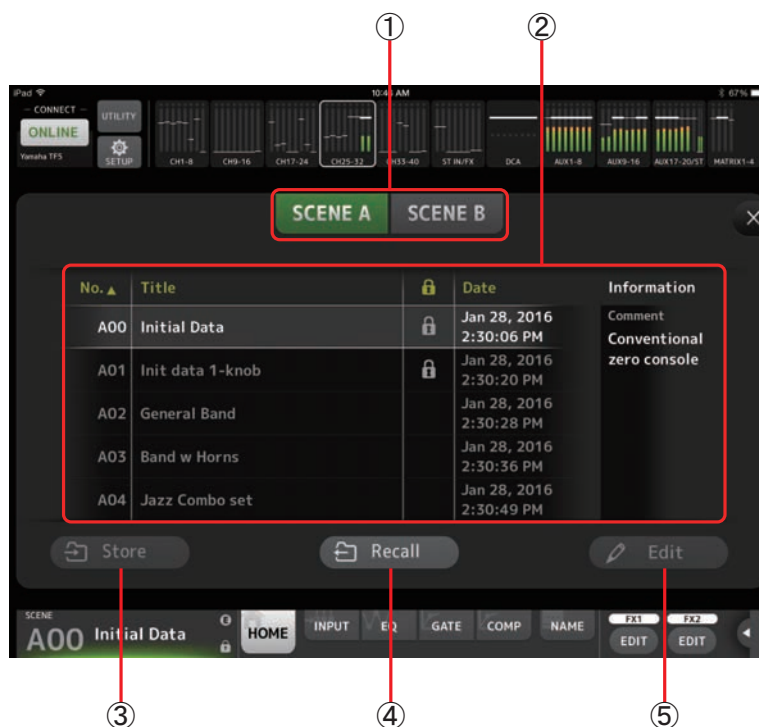 ① ②
iPad 10:46 AM 67%
CONNECT
ONLINE
Yamaha TF5
UTILITY
SETUP
CH1-8 CH9-16 CH17-24 CH25-32 CH33-40 ST IN/FX DCA AUX1-8 AUX9-16 AUX17-20/ST MATRIX1-4
SCENE A SCENE B
No. Title Date Information
A00 Initial Data Jan 28, 2016
2:30:06 PM
Comment
Conventional
zero console
A01 Init data 1-knob Jan 28, 2016
2:30:20 PM
A02 General Band Jan 28, 2016
2:30:28 PM
A03 Band w Horns Jan 28, 2016
2:30:36 PM
A04 Jazz Combo set Jan 28, 2016
2:30:49 PM
Store Recall Edit
SCENE
A00 Initial Data
HOME INPUT EQ GATE COMP NAME
FX1 FX2
EDIT EDIT
③ ④ ⑤